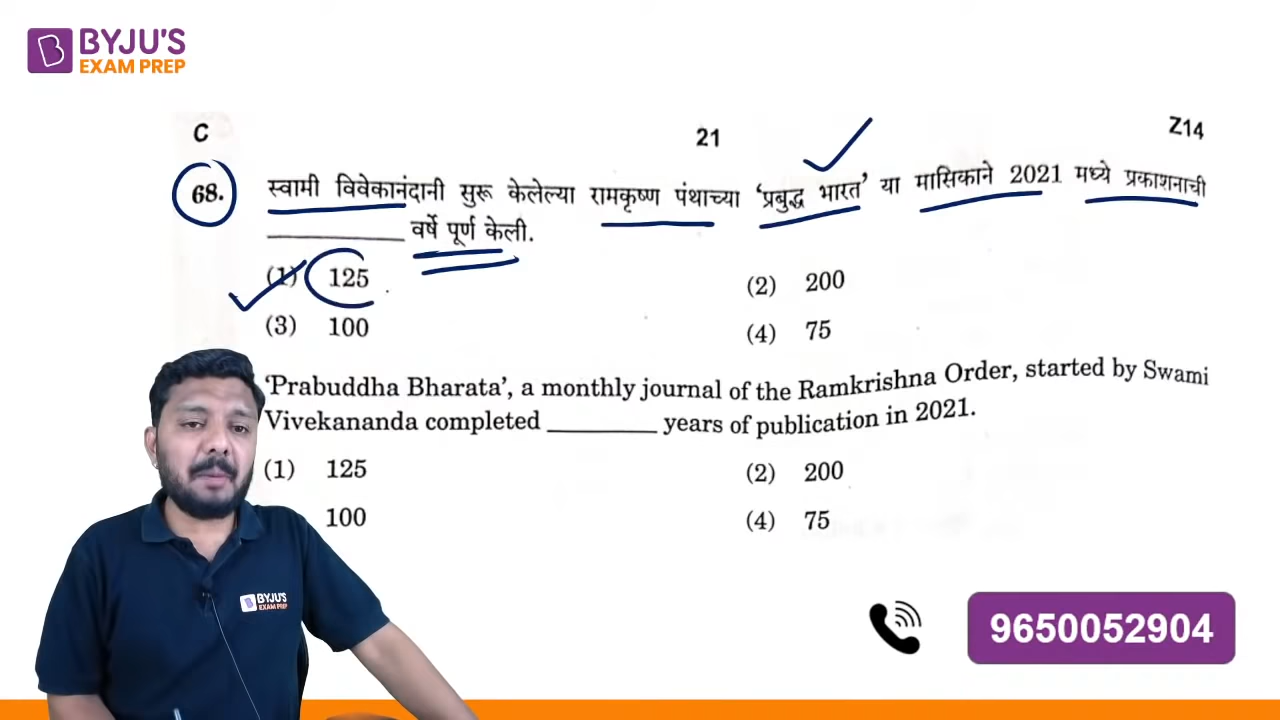 BYJU'S
EXAM PREP
C 21 Z14
68. स्वामी विवेकानंदानी सुरू केलेल्या रामकृष्ण पंथाच्या ‘प्रबुद्ध भारत’ या मासिकाने 2021 मध्ये प्रकाशनाची
__________ वर्षे पूर्ण केली.
(1) 125 (2) 200
(3) 100 (4) 75
‘Prabuddha Bharata’, a monthly journal of the Ramkrishna Order, started by Swami
Vivekananda completed ________ years of publication in 2021.
(1) 125 (2) 200
100 (4) 75
BYJU'S
EXAM PREP
9650052904